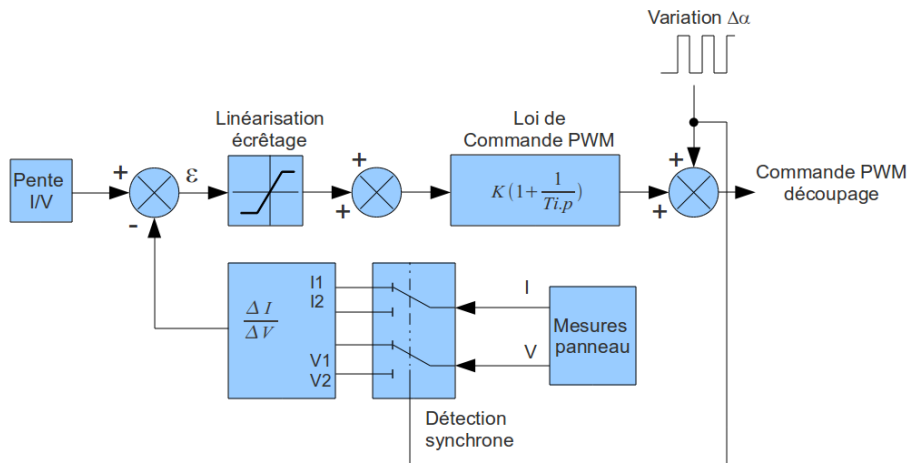 Variation Δα
Linéarisation
écrêtage
Loi de
Commande PWM
Pente
I/V
+
-
ε
+
+
K(1+1/Ti.p)
+
+
Commande PWM
découpage
ΔI/ΔV
I1
I2
V1
V2
I
V
Mesures
panneau
Détection
synchrone